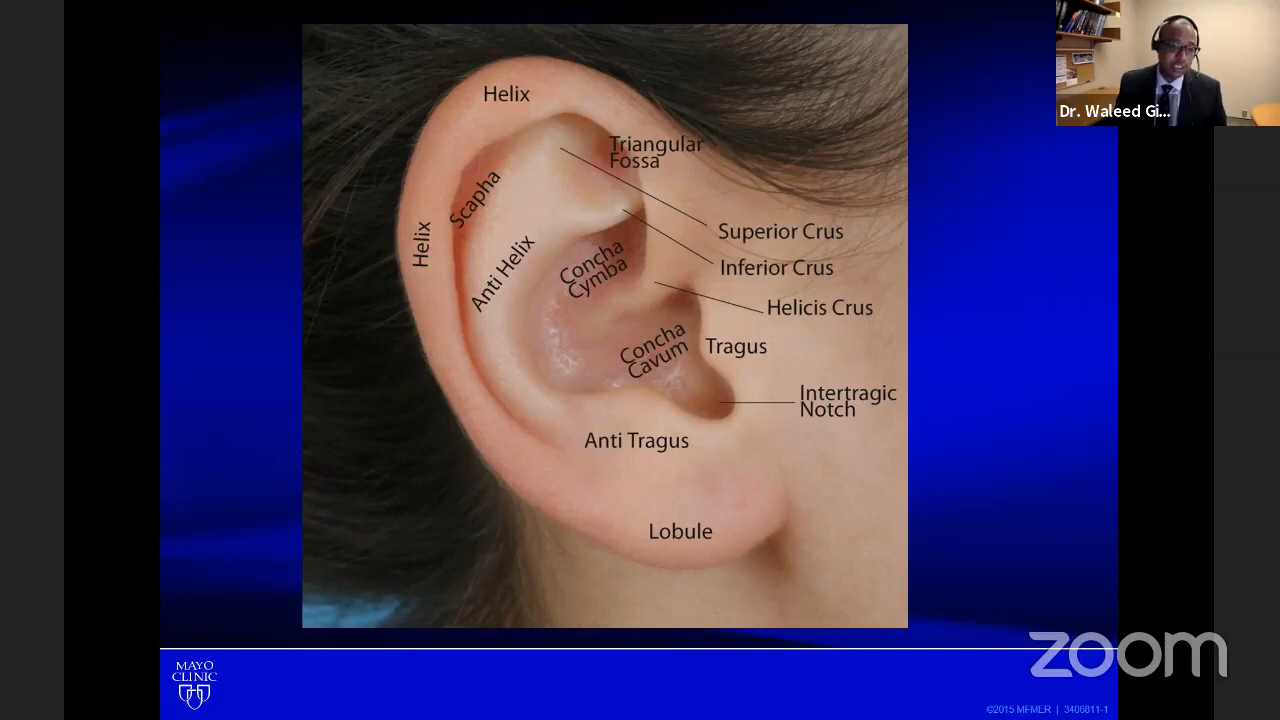 Dr. Waleed Gi...
Helix
Triangular
Fossa
Scapha
Superior Crus
Helix
Anti Helix
Concha
Cymba
Inferior Crus
Helicis Crus
Concha
Cavum
Tragus
Intertragic
Notch
Anti Tragus
Lobule
zoom
MAYO
CLINIC
©2015 MFMER | 3406811-1